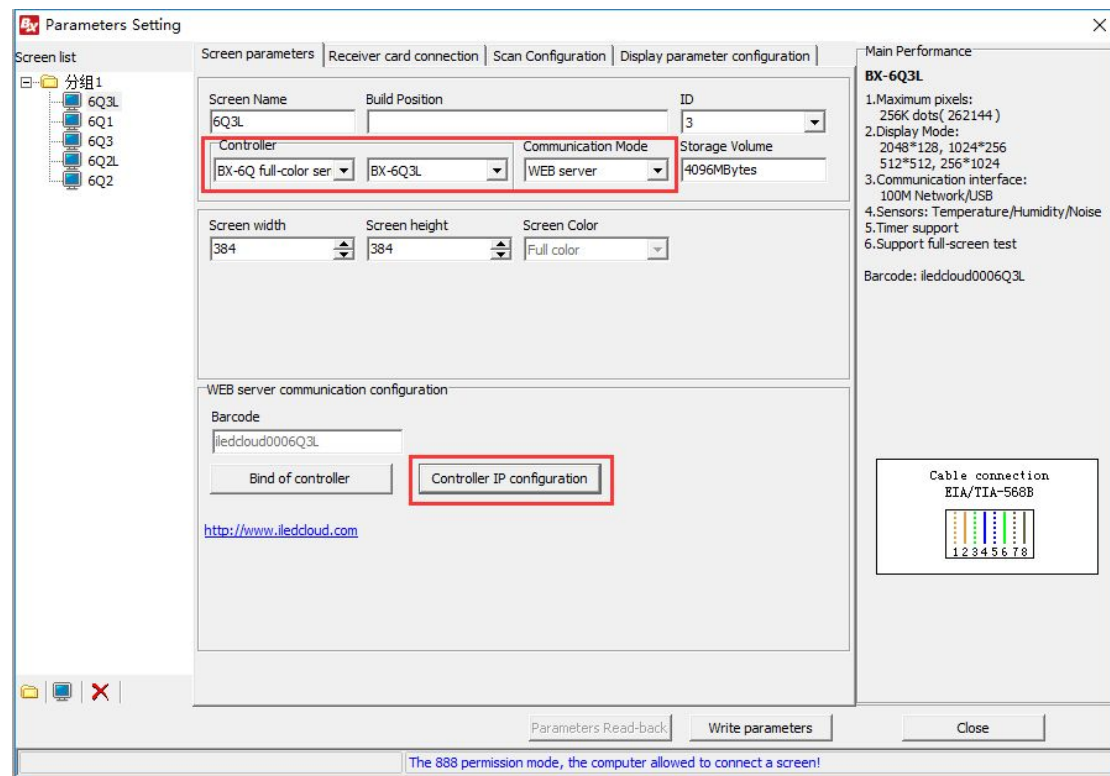 BX Parameters Setting
Screen list
分组1
6Q3L
6Q1
6Q3
6Q2L
6Q2
Screen parameters
Receiver card connection
Scan Configuration
Display parameter configuration
Screen Name
Build Position
ID
6Q3L
3
Controller
Communication Mode
Storage Volume
BX-6Q full-color ser
BX-6Q3L
WEB server
4096MBytes
Screen width
Screen height
Screen Color
384
384
Full color
WEB server communication configuration
Barcode
iledcloud0006Q3L
Bind of controller
Controller IP configuration
http://www.iledcloud.com
Main Performance
BX-6Q3L
1.Maximum pixels:
256K dots( 262144 )
2.Display Mode:
2048*128, 1024*256
512*512, 256*1024
3.Communication interface:
100M Network/USB
4.Sensors: Temperature/Humidity/Noise
5.Timer support
6.Support full-screen test
Barcode: iledcloud0006Q3L
Cable connection
EIA/TIA-568B
12345678
Parameters Read-back
Write parameters
Close
The 888 permission mode, the computer allowed to connect a screen!